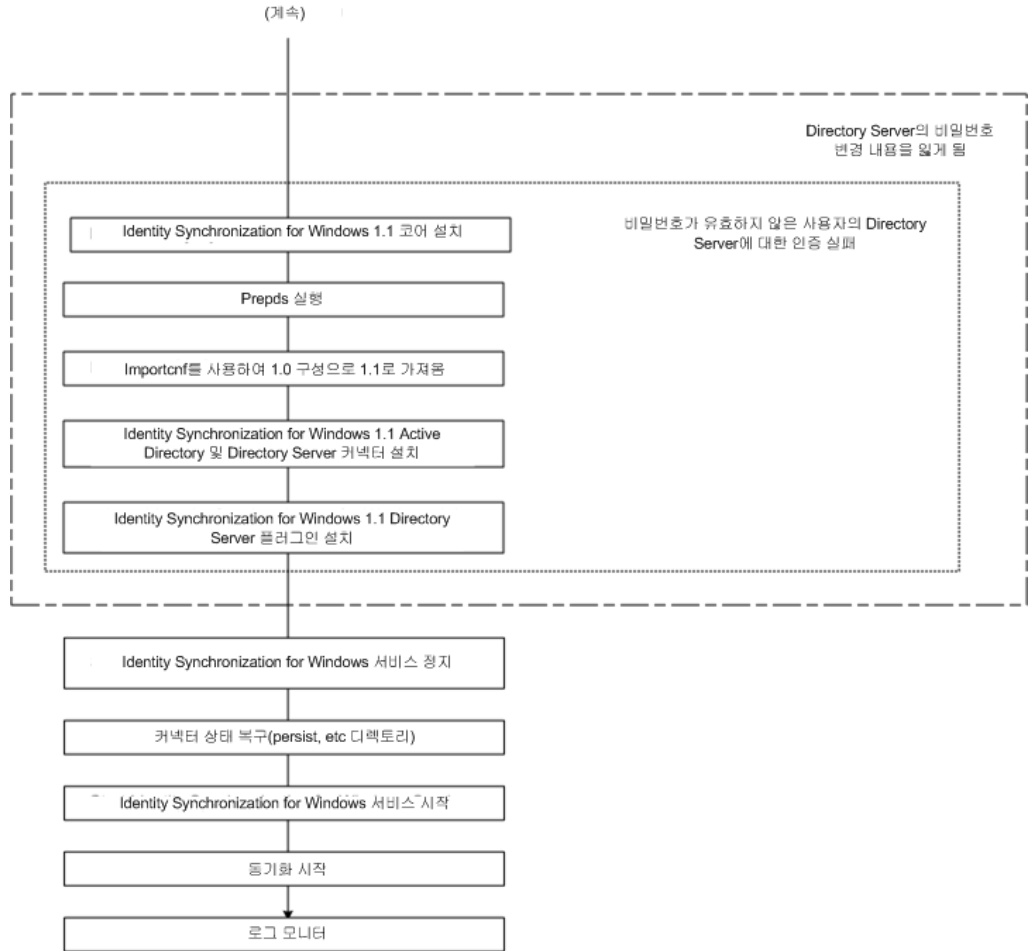 (계속)
Directory Server의 비밀번호
변경 내용을 잃게 됨
Identity Synchronization for Windows 1.1 코어 설치
비밀번호가 유효하지 않은 사용자의 Directory
Server에 대한 인증 실패
Prepds 실행
Importcnf를 사용하여 1.0 구성으로 1.1로 가져옴
Identity Synchronization for Windows 1.1 Active
Directory 및 Directory Server 커넥터 설치
Identity Synchronization for Windows 1.1 Directory
Server 플러그인 설치
Identity Synchronization for Windows 서비스 정지
커넥터 상태 복구(persist, etc 디렉토리)
Identity Synchronization for Windows 서비스 시작
동기화 시작
로그 모니터